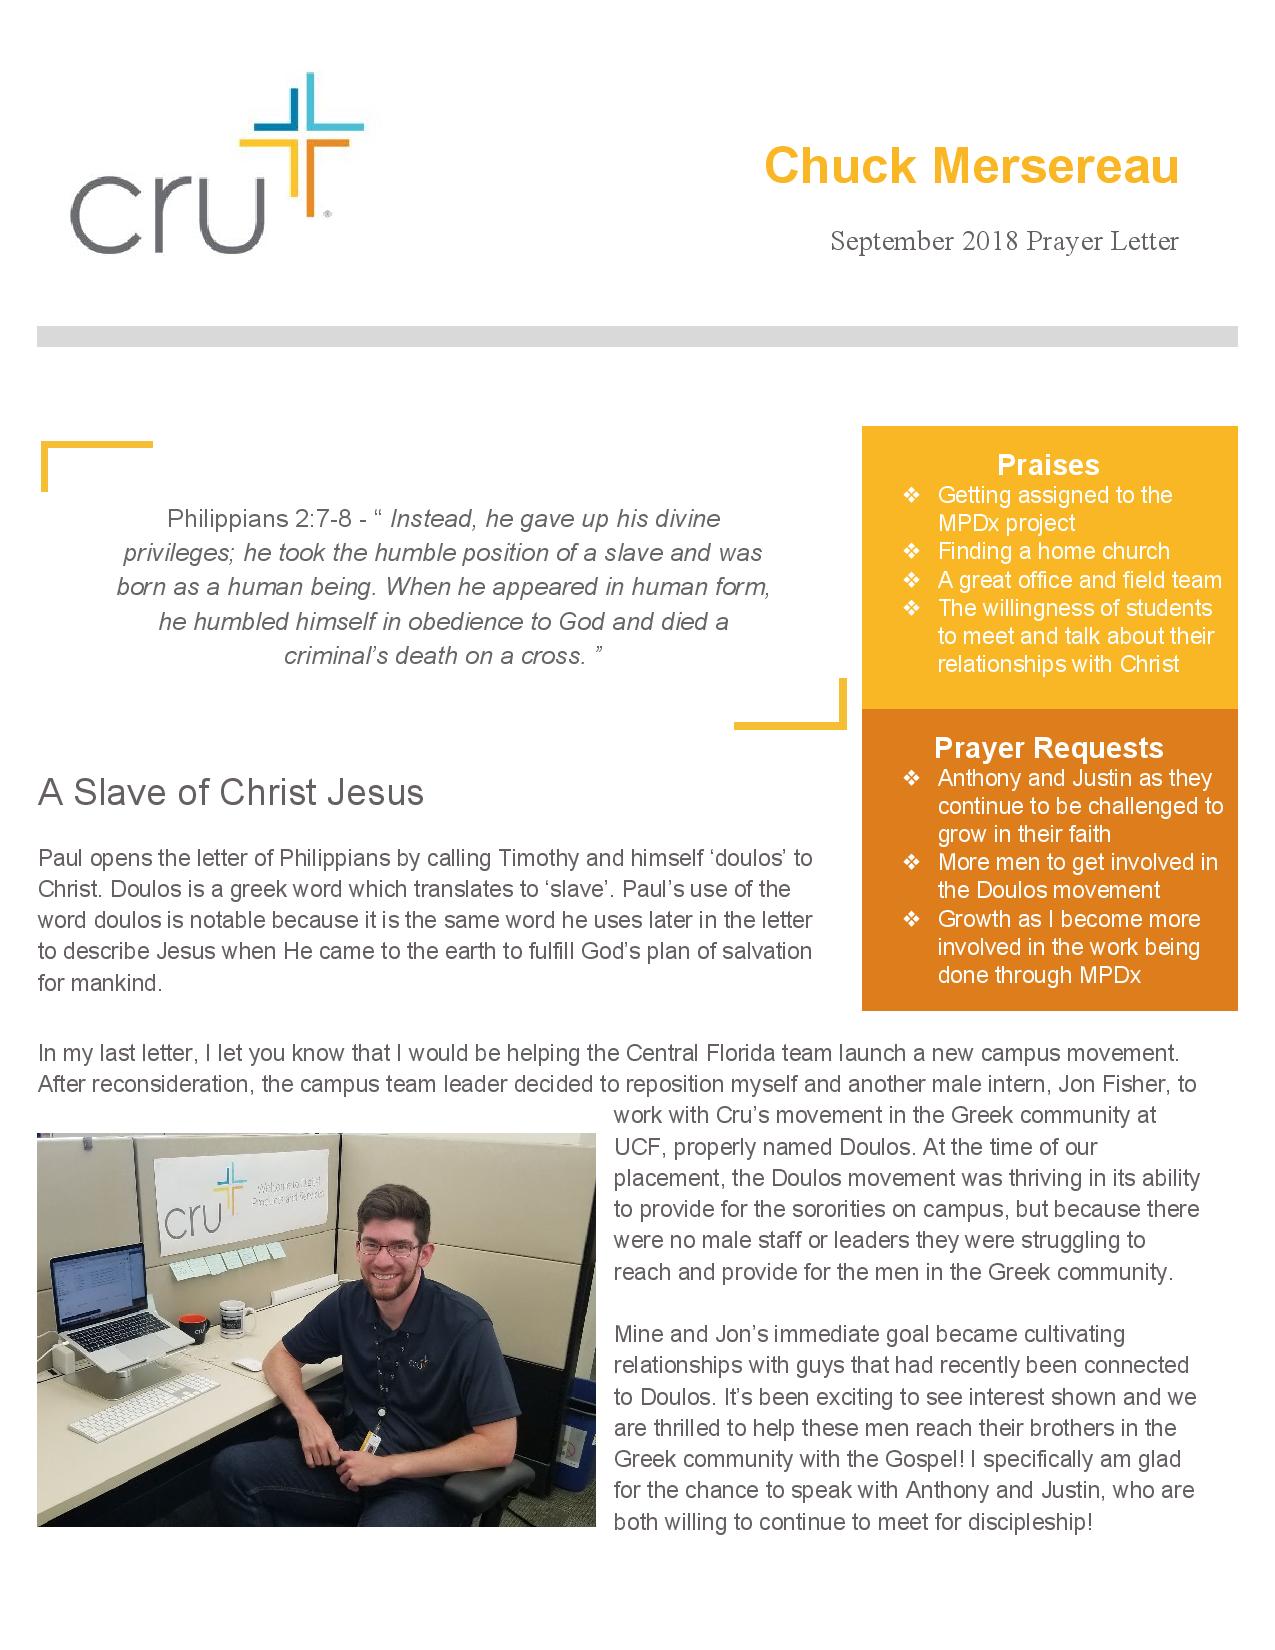 cru®
Chuck Mersereau
September 2018 Prayer Letter
Philippians 2:7-8 - “ Instead, he gave up his divine
privileges; he took the humble position of a slave and was
born as a human being. When he appeared in human form,
he humbled himself in obedience to God and died a
criminal’s death on a cross. ”
Praises
❖ Getting assigned to the
MPDx project
❖ Finding a home church
❖ A great office and field team
❖ The willingness of students
to meet and talk about their
relationships with Christ
Prayer Requests
❖ Anthony and Justin as they
continue to be challenged to
grow in their faith
❖ More men to get involved in
the Doulos movement
❖ Growth as I become more
involved in the work being
done through MPDx
A Slave of Christ Jesus
Paul opens the letter of Philippians by calling Timothy and himself ‘doulos’ to
Christ. Doulos is a greek word which translates to ‘slave’. Paul’s use of the
word doulos is notable because it is the same word he uses later in the letter
to describe Jesus when He came to the earth to fulfill God’s plan of salvation
for mankind.
In my last letter, I let you know that I would be helping the Central Florida team launch a new campus movement.
After reconsideration, the campus team leader decided to reposition myself and another male intern, Jon Fisher, to
work with Cru’s movement in the Greek community at
UCF, properly named Doulos. At the time of our
placement, the Doulos movement was thriving in its ability
to provide for the sororities on campus, but because there
were no male staff or leaders they were struggling to
reach and provide for the men in the Greek community.
Mine and Jon’s immediate goal became cultivating
relationships with guys that had recently been connected
to Doulos. It’s been exciting to see interest shown and we
are thrilled to help these men reach their brothers in the
Greek community with the Gospel! I specifically am glad
for the chance to speak with Anthony and Justin, who are
both willing to continue to meet for discipleship!
cru
cru
cru